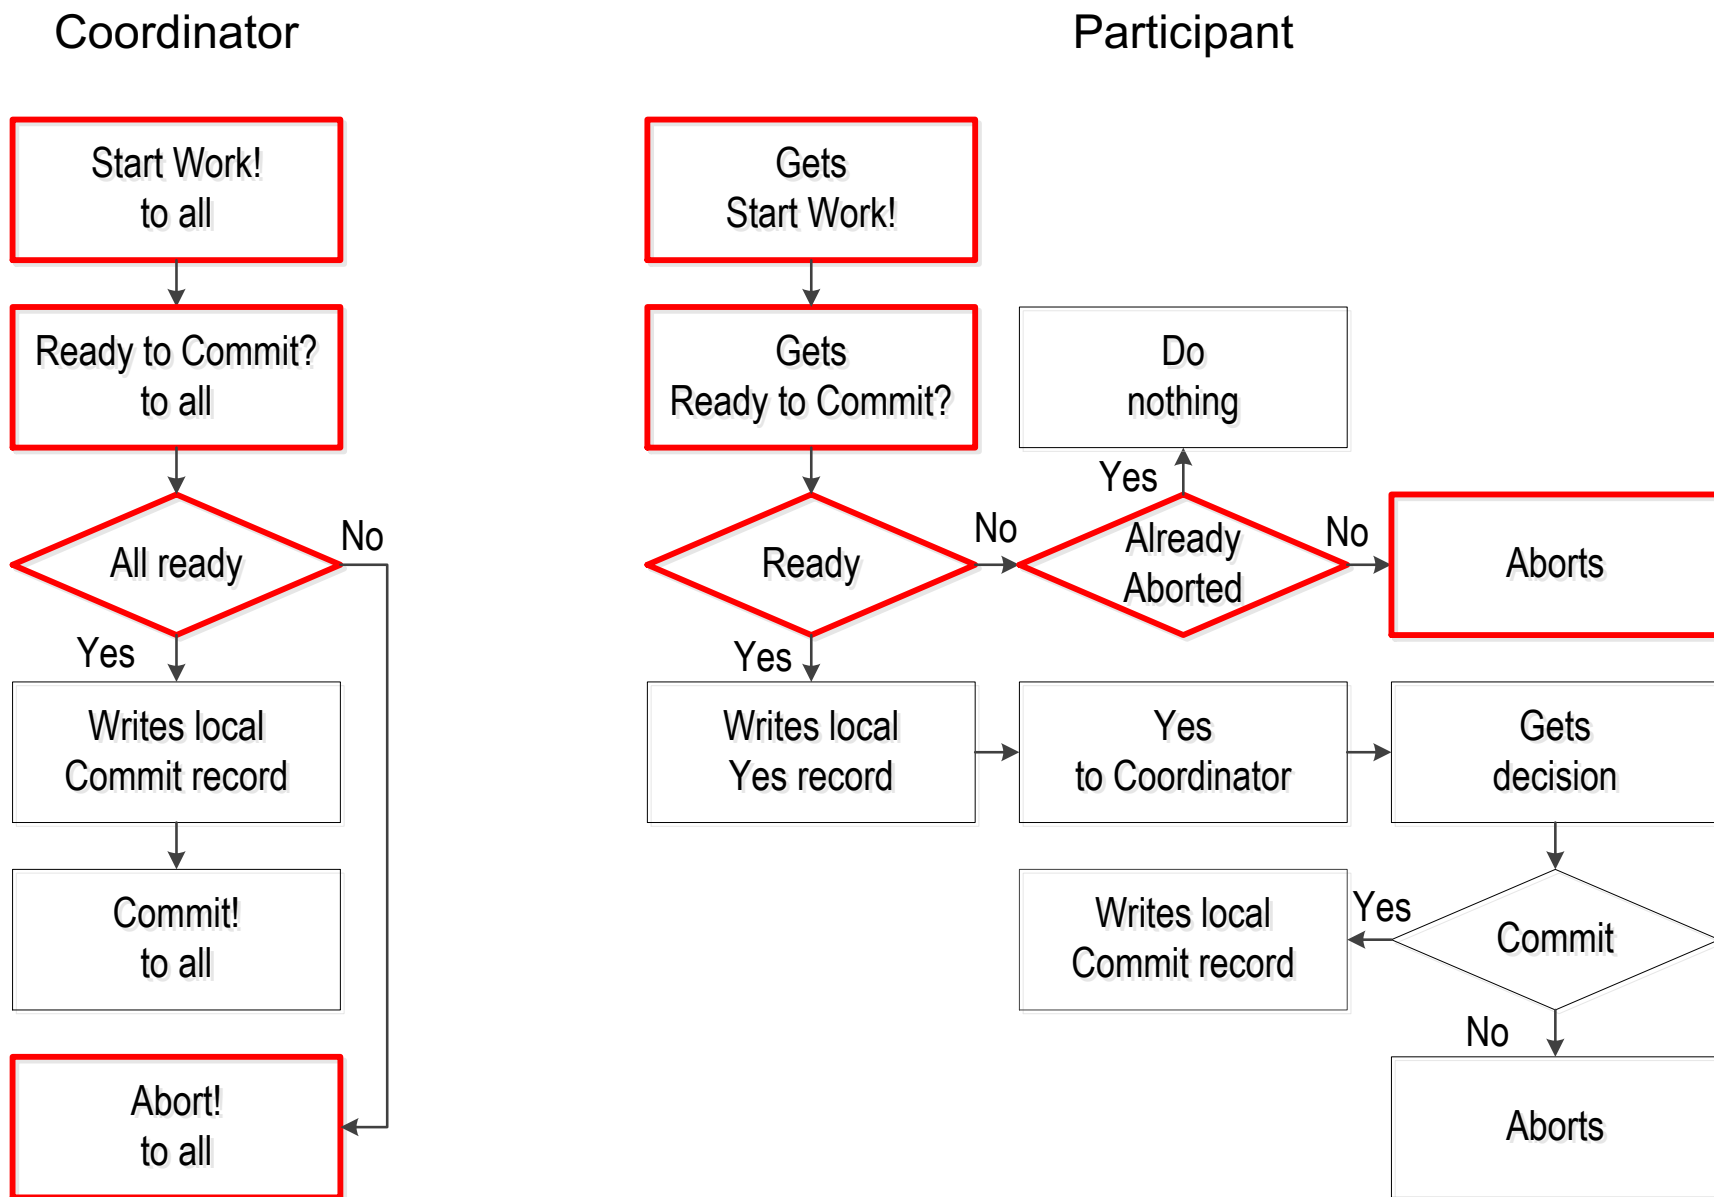 Coordinator
Participant
Start Work!
to all
Gets
Start Work!
Ready to Commit?
to all
Gets
Ready to Commit?
Do
nothing
Yes
All ready
No
Ready
No
Already
Aborted
No
Aborts
Yes
Yes
Writes local
Commit record
Writes local
Yes record
Yes
to Coordinator
Gets
decision
Commit!
to all
Writes local
Commit record
Yes
Commit
No
Abort!
to all
Aborts